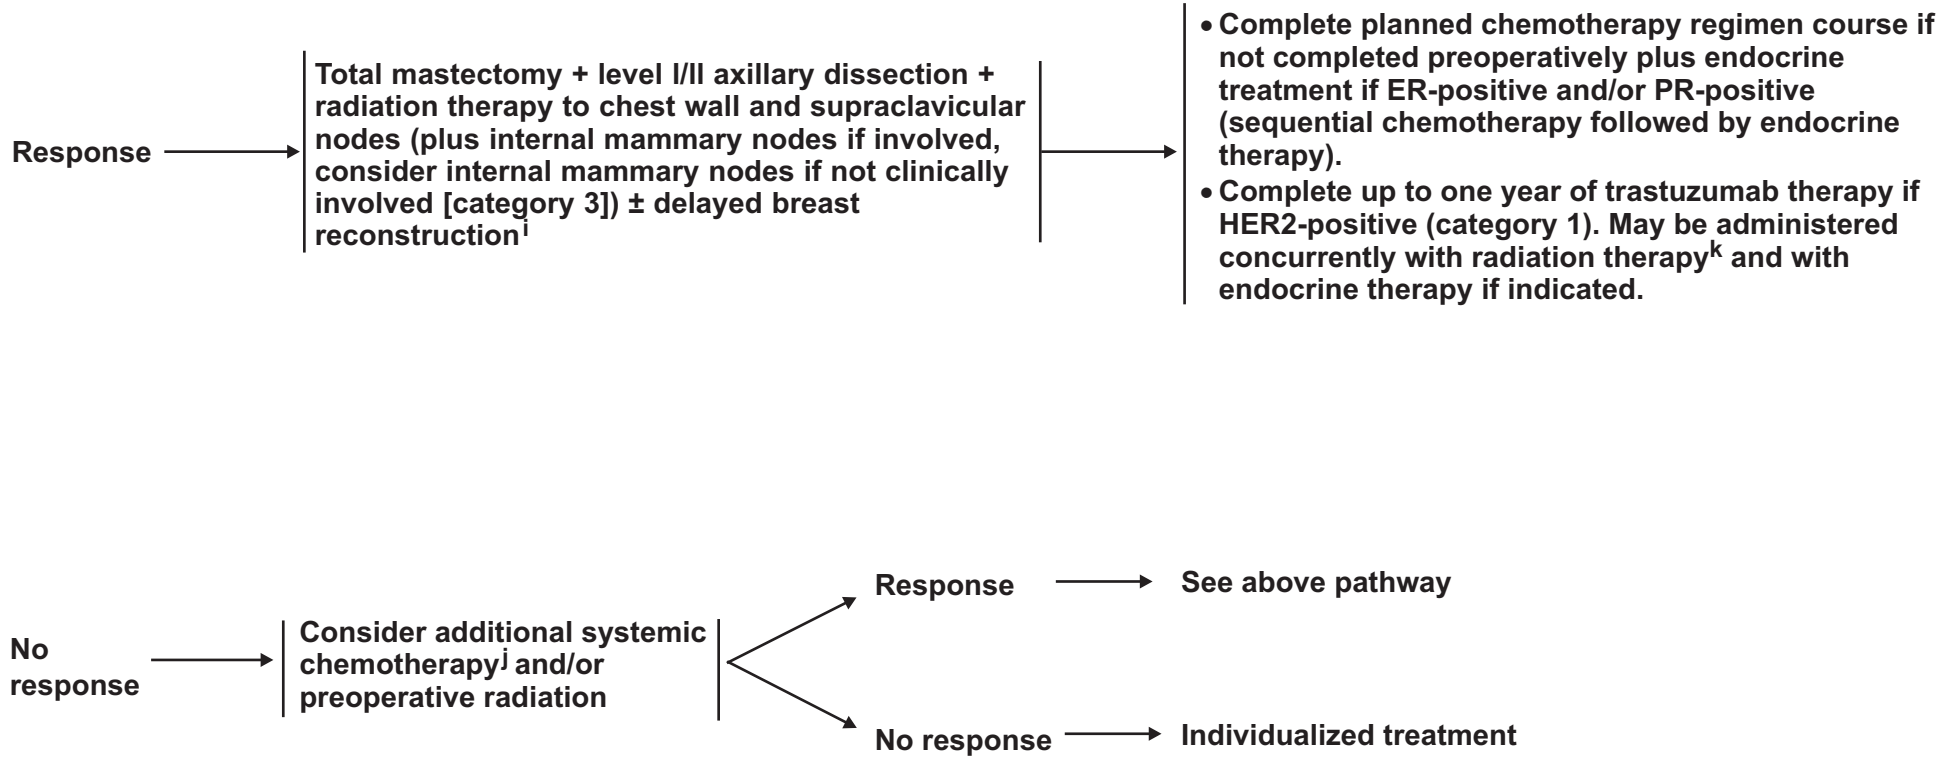 Response
Total mastectomy + level I/II axillary dissection +
radiation therapy to chest wall and supraclavicular
nodes (plus internal mammary nodes if involved,
consider internal mammary nodes if not clinically
involved [category 3]) ± delayed breast
reconstructionⁱ
• Complete planned chemotherapy regimen course if
not completed preoperatively plus endocrine
treatment if ER-positive and/or PR-positive
(sequential chemotherapy followed by endocrine
therapy).
• Complete up to one year of trastuzumab therapy if
HER2-positive (category 1). May be administered
concurrently with radiation therapyᵏ and with
endocrine therapy if indicated.
No
response
Consider additional systemic
chemotherapyʲ and/or
preoperative radiation
Response
See above pathway
No response
Individualized treatment